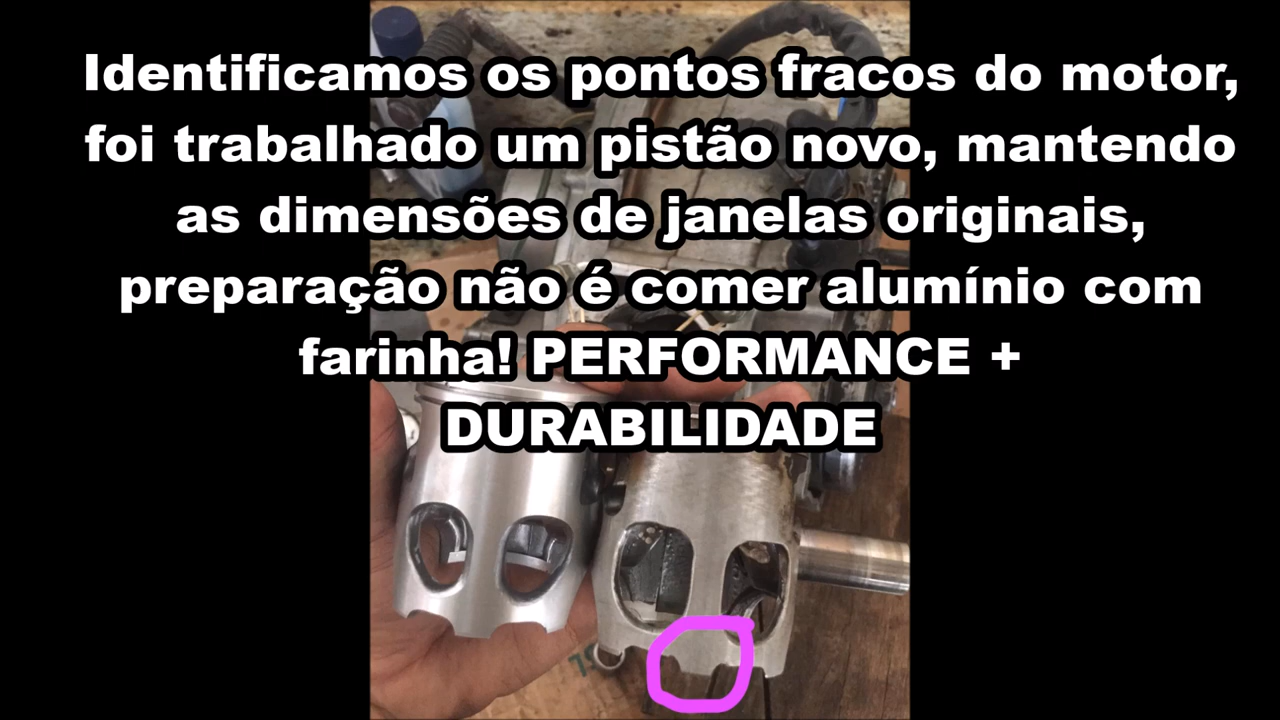 Identificamos os pontos fracos do motor,
foi trabalhado um pistão novo, mantendo
as dimensões de janelas originais,
preparação não é comer alumínio com
farinha! PERFORMANCE +
DURABILIDADE